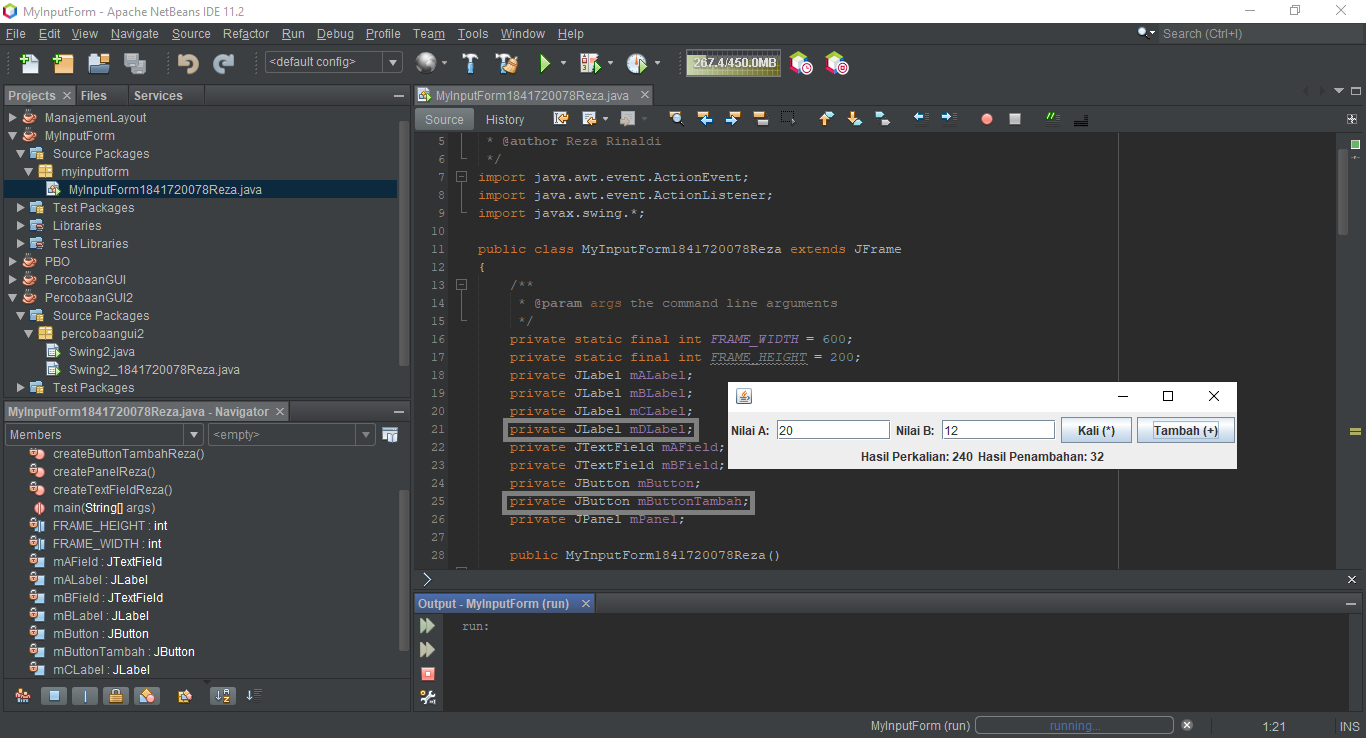 MyInputForm - Apache NetBeans IDE 11.2
File Edit View Navigate Source Refactor Run Debug Profile Team Tools Window Help
Search (Ctrl+I)
<default config>
267.4/450.0MB
Projects Files Services
ManajemenLayout
MyInputForm
Source Packages
myinputform
MyInputForm1841720078Reza.java
Test Packages
Libraries
Test Libraries
PBO
PercobaanGUI
PercobaanGUI2
Source Packages
percobaangui2
Swing2.java
Swing2_1841720078Reza.java
Test Packages
MyInputForm1841720078Reza.java - Navigator
Members
<empty>
createButtonTambahReza()
createPanelReza()
createTextFieldReza()
main(String[] args)
FRAME_HEIGHT : int
FRAME_WIDTH : int
mAField : JTextField
mALabel : JLabel
mBField : JTextField
mBLabel : JLabel
mButton : JButton
mButtonTambah : JButton
mCLabel : JLabel
MyInputForm1841720078Reza.java
Source History
5 * @author Reza Rinaldi
6 */
7 import java.awt.event.ActionEvent;
8 import java.awt.event.ActionListener;
9 import javax.swing.*;
10
11 public class MyInputForm1841720078Reza extends JFrame
12 {
13 /**
14 * @param args the command line arguments
15 */
16 private static final int FRAME_WIDTH = 600;
17 private static final int FRAME_HEIGHT = 200;
18 private JLabel mALabel;
19 private JLabel mBLabel;
20 private JLabel mCLabel;
21 private JLabel mDLabel;
22 private JTextField mAField;
23 private JTextField mBField;
24 private JButton mButton;
25 private JButton mButtonTambah;
26 private JPanel mPanel;
27
28 public MyInputForm1841720078Reza()
Nilai A: 20 Nilai B: 12 Kali (*) Tambah (+)
Hasil Perkalian: 240 Hasil Penambahan: 32
Output - MyInputForm (run)
run:
MyInputForm (run) running... 1:21 INS